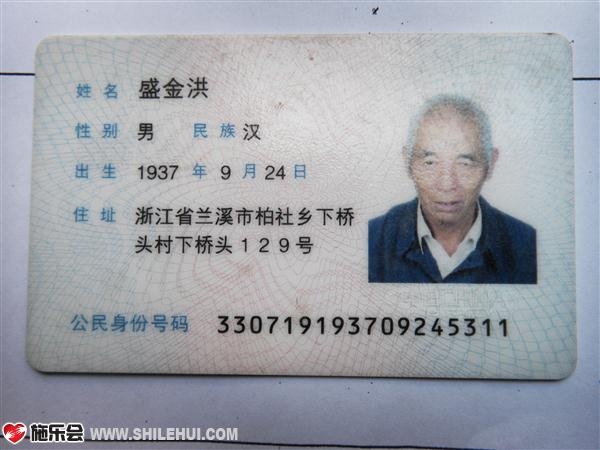 姓名 盛金洪
性别 男 民族 汉
出生 1937 年 9 月 24 日
住址 浙江省兰溪市柏社乡下桥
头村下桥头129号
公民身份号码 330719193709245311
施乐会 WWW.SHILEHUI.COM